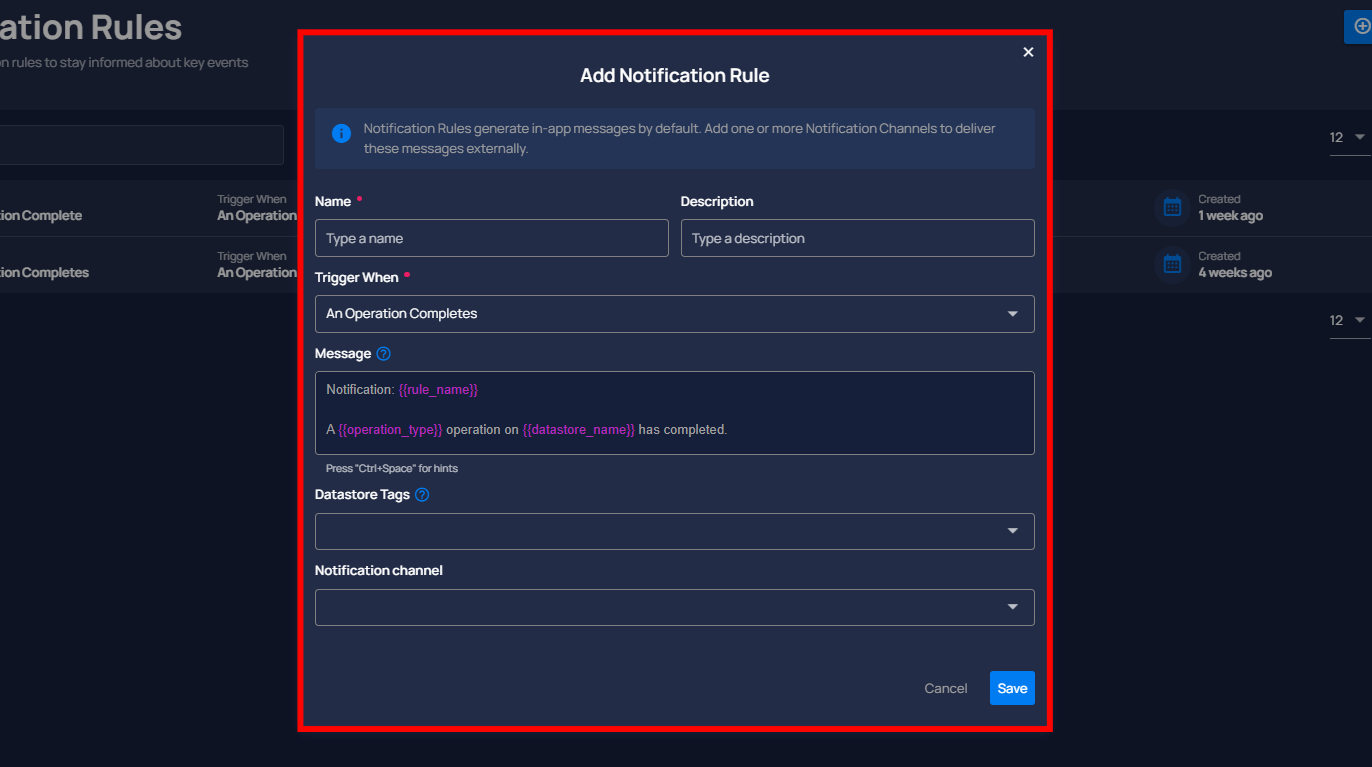 ation Rules
n rules to stay informed about key events
Add Notification Rule
Notification Rules generate in-app messages by default. Add one or more Notification Channels to deliver
these messages externally.
12
Name *
Description
Type a name
Type a description
ion Complete
Trigger When
An Operation
Created
1 week ago
ion Completes
Trigger When
An Operation
Created
4 weeks ago
12
Trigger When *
An Operation Completes
Message
Notification: {{rule_name}}
A {{operation_type}} operation on {{datastore_name}} has completed.
Press "Ctrl+Space" for hints
Datastore Tags
Notification channel
Cancel
Save